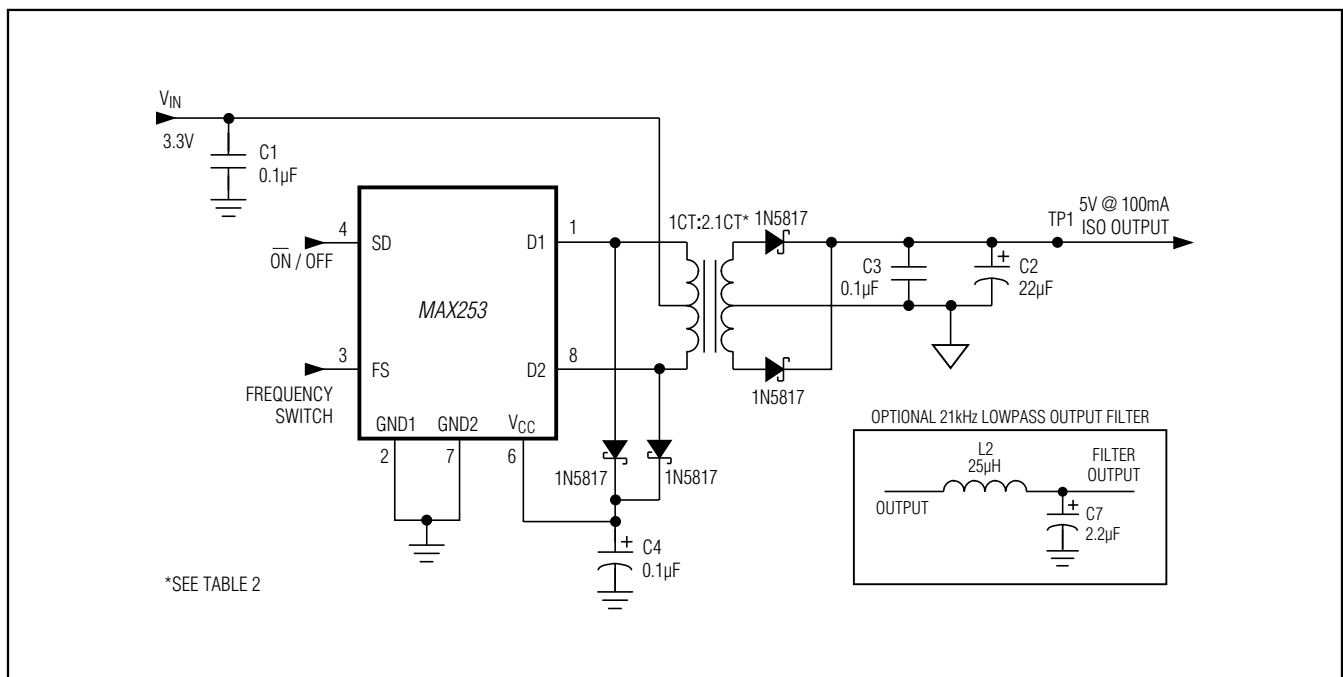 VIN
3.3V
C1
0.1µF
4
SD
ON / OFF
3
FS
FREQUENCY
SWITCH
MAX253
D1
1
D2
8
GND1
GND2
VCC
2
7
6
1CT:2.1CT*
1N5817
1N5817
1N5817
1N5817
C4
0.1µF
C3
0.1µF
C2
22µF
TP1
5V @ 100mA
ISO OUTPUT
+
+
OPTIONAL 21kHz LOWPASS OUTPUT FILTER
L2
25µH
OUTPUT
FILTER
OUTPUT
+
C7
2.2µF
*SEE TABLE 2